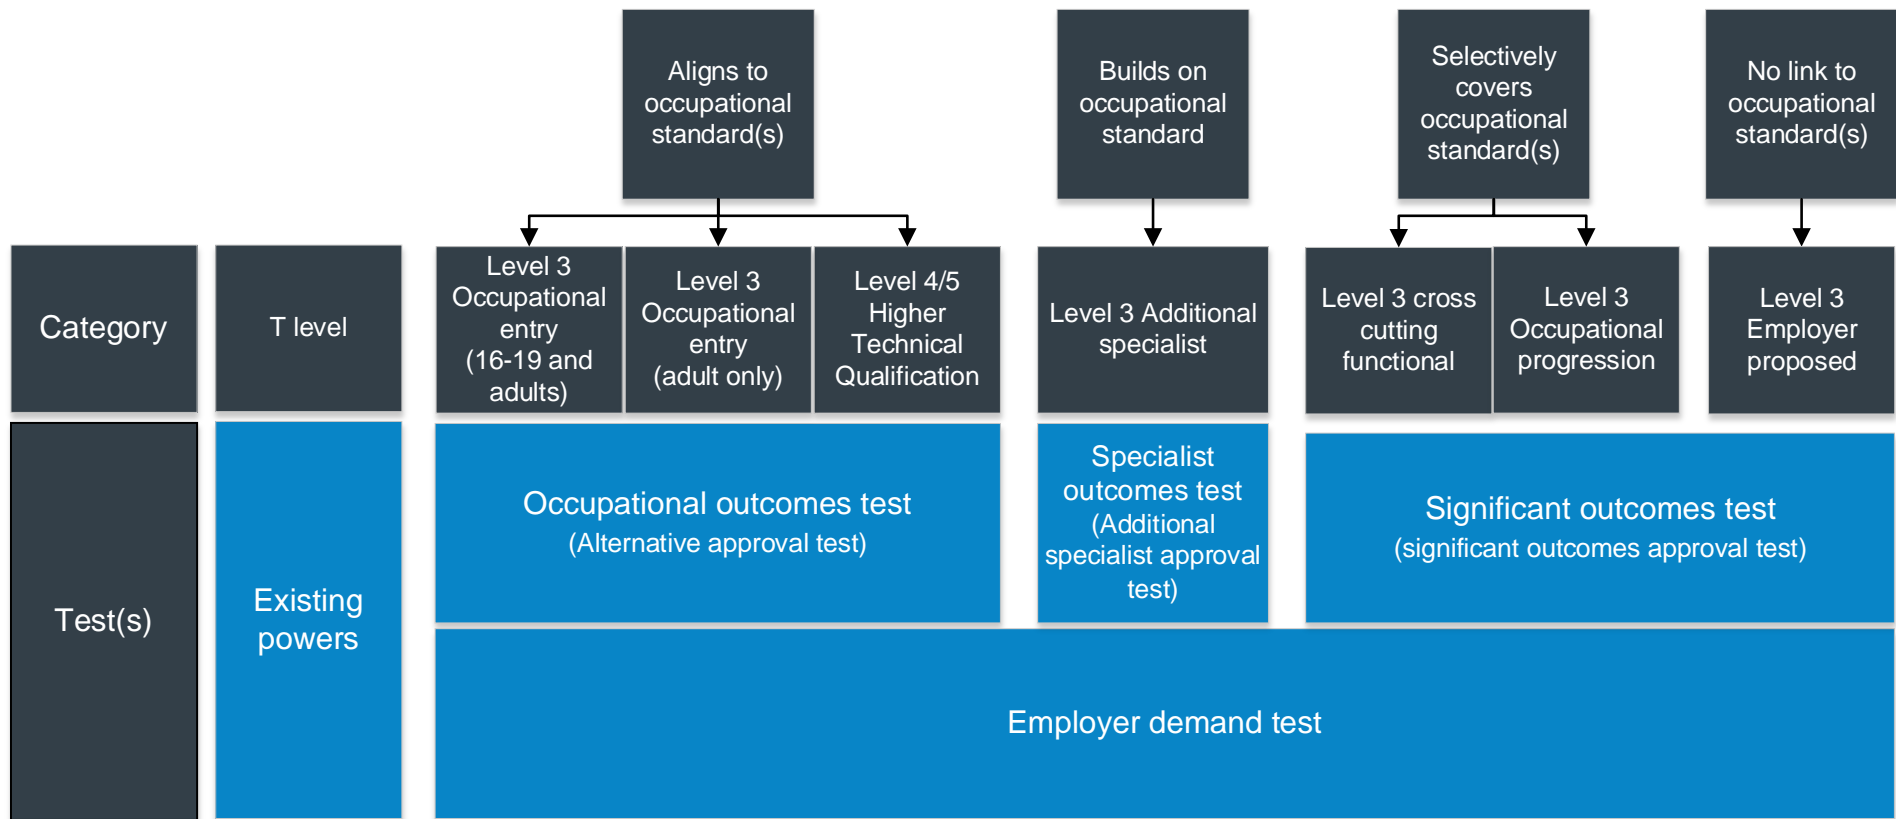 Aligns to
occupational
standard(s)
Builds on
occupational
standard
Selectively
covers
occupational
standard(s)
No link to
occupational
standard(s)
Category
T level
Level 3
Occupational
entry
(16-19 and
adults)
Level 3
Occupational
entry
(adult only)
Level 4/5
Higher
Technical
Qualification
Level 3 Additional
specialist
Level 3 cross
cutting
functional
Level 3
Occupational
progression
Level 3
Employer
proposed
Test(s)
Existing
powers
Occupational outcomes test
(Alternative approval test)
Specialist
outcomes test
(Additional
specialist approval
test)
Significant outcomes test
(significant outcomes approval test)
Employer demand test